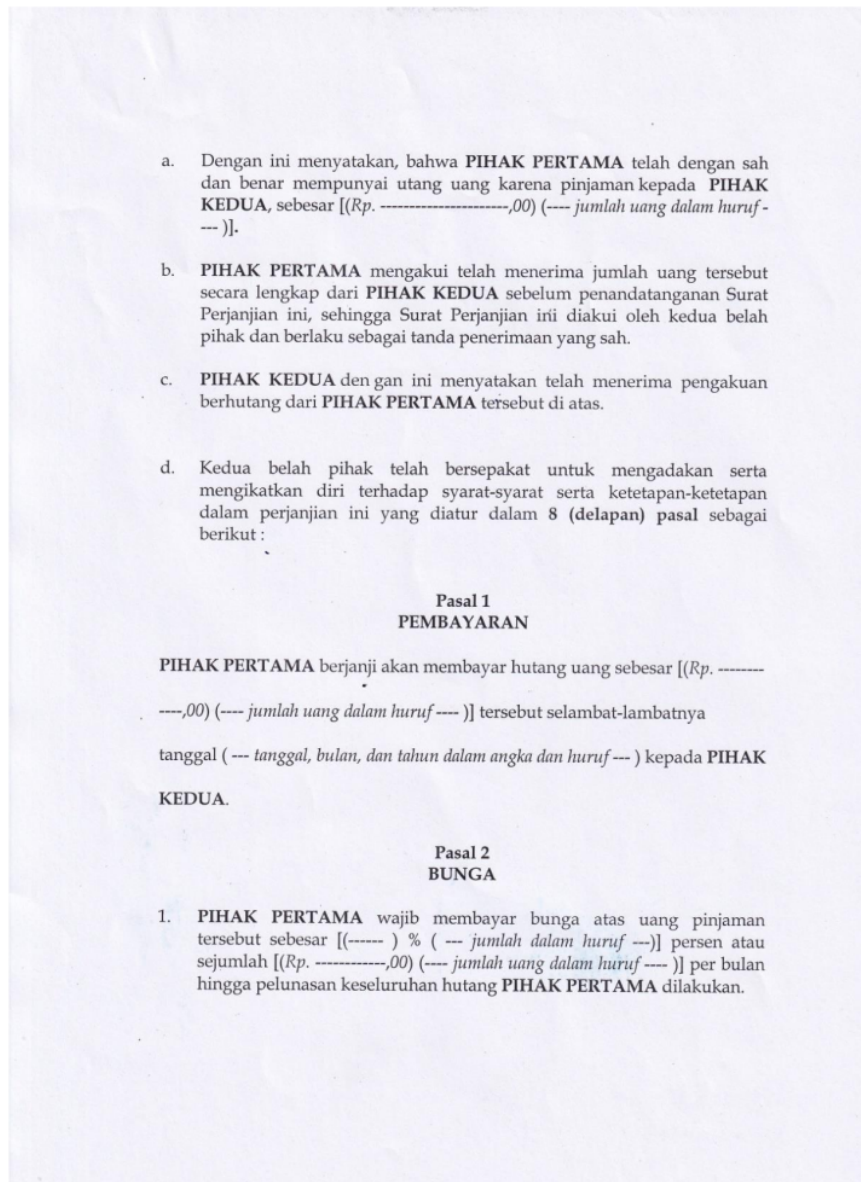 a. Dengan ini menyatakan, bahwa PIHAK PERTAMA telah dengan sah
dan benar mempunyai utang uang karena pinjaman kepada PIHAK
KEDUA, sebesar [(Rp. ----------------------,00) (---- jumlah uang dalam huruf -
--- )].
b. PIHAK PERTAMA mengakui telah menerima jumlah uang tersebut
secara lengkap dari PIHAK KEDUA sebelum penandatanganan Surat
Perjanjian ini, sehingga Surat Perjanjian ini diakui oleh kedua belah
pihak dan berlaku sebagai tanda penerimaan yang sah.
c. PIHAK KEDUA den gan ini menyatakan telah menerima pengakuan
berhutang dari PIHAK PERTAMA tersebut di atas.
d. Kedua belah pihak telah bersepakat untuk mengadakan serta
mengikatkan diri terhadap syarat-syarat serta ketetapan-ketetapan
dalam perjanjian ini yang diatur dalam 8 (delapan) pasal sebagai
berikut :
Pasal 1
PEMBAYARAN
PIHAK PERTAMA berjanji akan membayar hutang uang sebesar [(Rp. --------
----,00) (---- jumlah uang dalam huruf ---- )] tersebut selambat-lambatnya
tanggal ( --- tanggal, bulan, dan tahun dalam angka dan huruf --- ) kepada PIHAK
KEDUA.
Pasal 2
BUNGA
1. PIHAK PERTAMA wajib membayar bunga atas uang pinjaman
tersebut sebesar [(------ ) % ( --- jumlah dalam huruf ---)] persen atau
sejumlah [(Rp. ------------,00) (---- jumlah uang dalam huruf ---- )] per bulan
hingga pelunasan keseluruhan hutang PIHAK PERTAMA dilakukan.